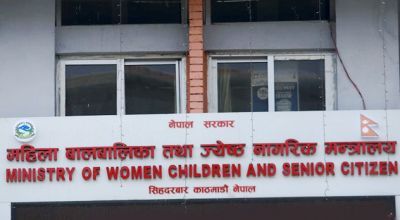 नेपाल सरकार
महिला बालबालिका तथा ज्येष्ठ नागरिक मन्त्रालय
MINISTRY OF WOMEN CHILDREN AND SENIOR CITIZEN
सिंहदरबार काठमाडौं नेपाल